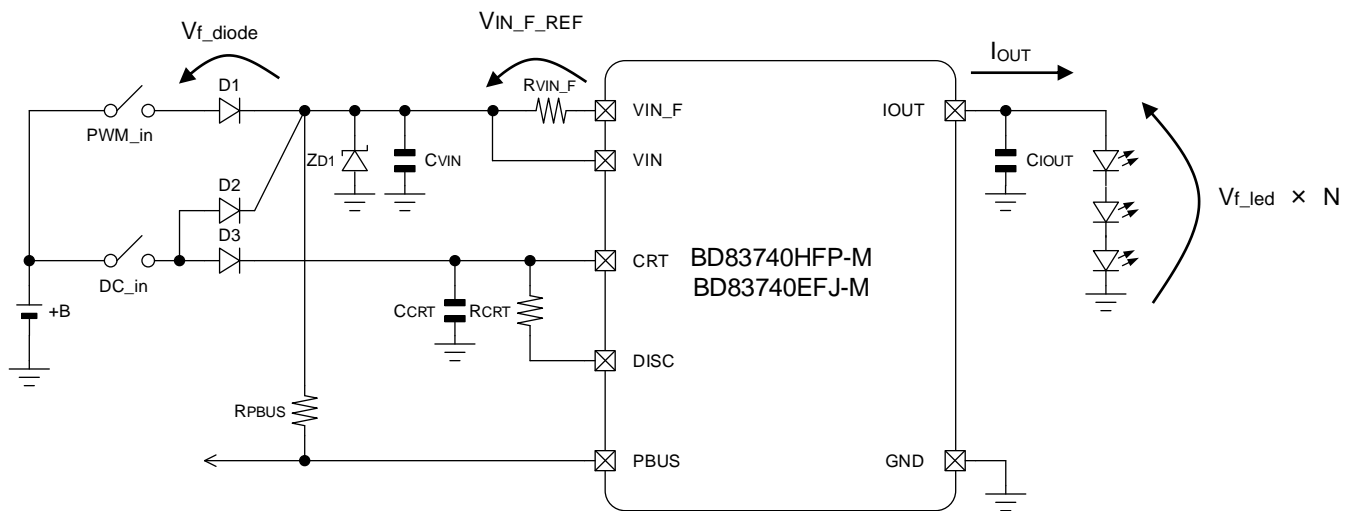 Vf_diode
VIN_F_REF
IOUT
D1
RVIN_F
PWM_in
VIN_F
IOUT
ZD1
CVIN
VIN
CIOUT
D2
Vf_led × N
D3
DC_in
CRT
BD83740HFP-M
BD83740EFJ-M
+B
CCRT
RCRT
DISC
RPBUS
PBUS
GND